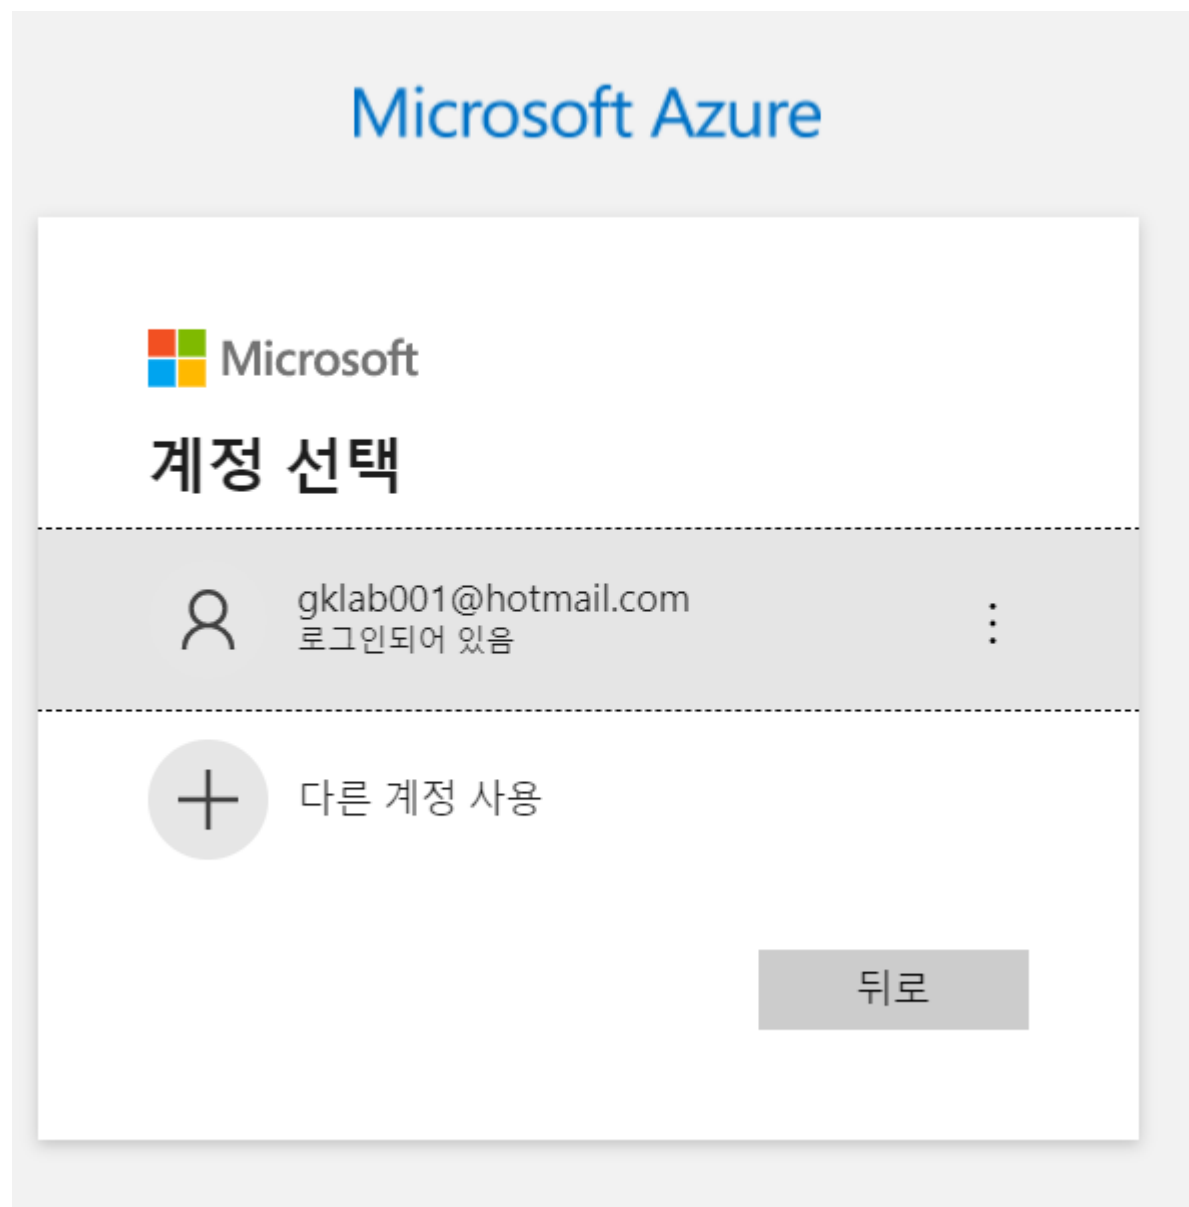 Microsoft Azure
Microsoft
계정 선택
gklab001@hotmail.com
로그인되어 있음
다른 계정 사용
뒤로